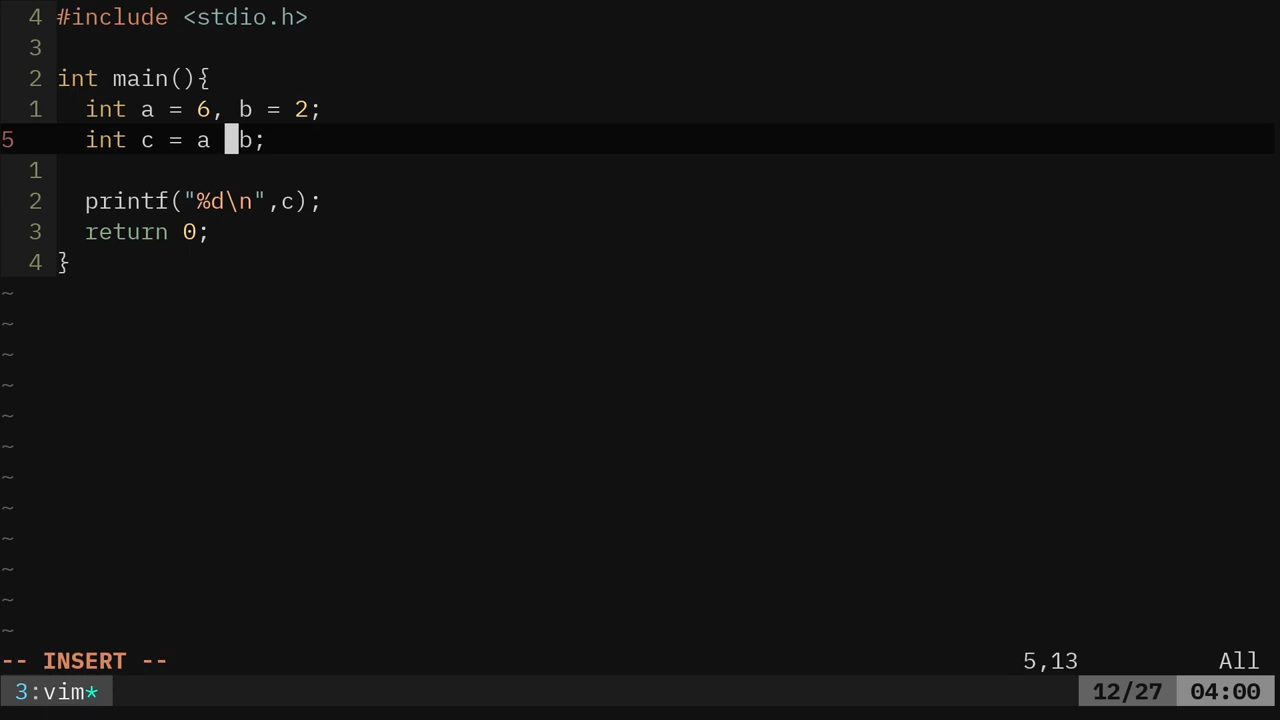 4 #include <stdio.h>
3
2 int main(){
1   int a = 6, b = 2;
5   int c = a  b;
1
2   printf("%d\n",c);
3   return 0;
4 }
~
~
~
~
~
~
~
~
~
~
~
~
-- INSERT -- 5,13 All
3:vim* 12/27 04:00